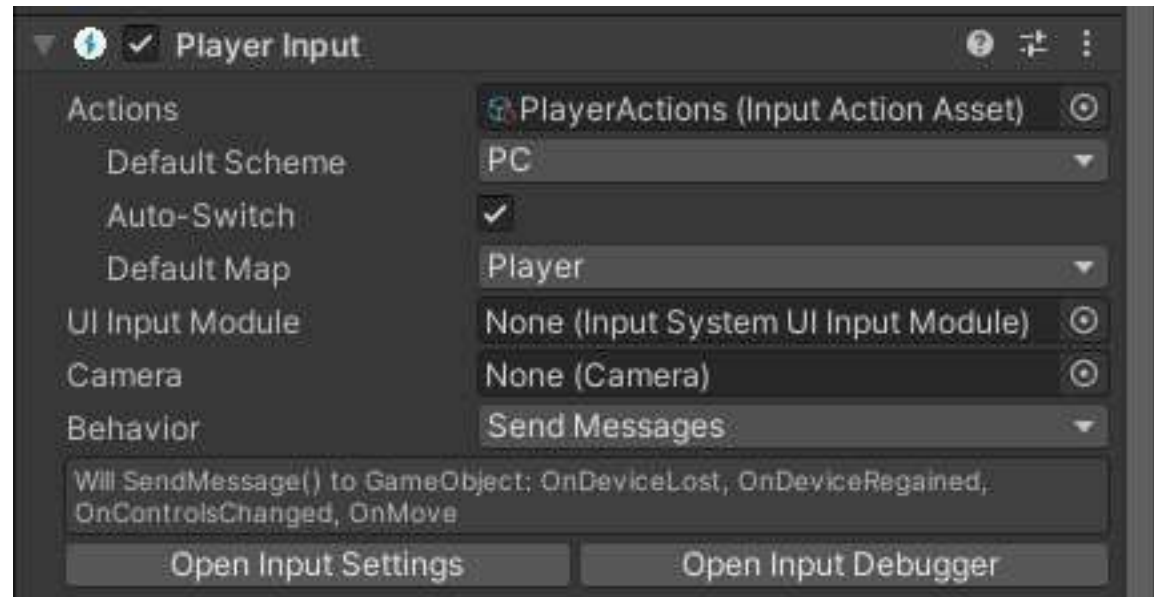 Player Input
Actions PlayerActions (Input Action Asset)
Default Scheme PC
Auto-Switch
Default Map Player
UI Input Module None (Input System UI Input Module)
Camera None (Camera)
Behavior Send Messages
Will SendMessage() to GameObject: OnDeviceLost, OnDeviceRegained,
OnControlsChanged, OnMove
Open Input Settings Open Input Debugger